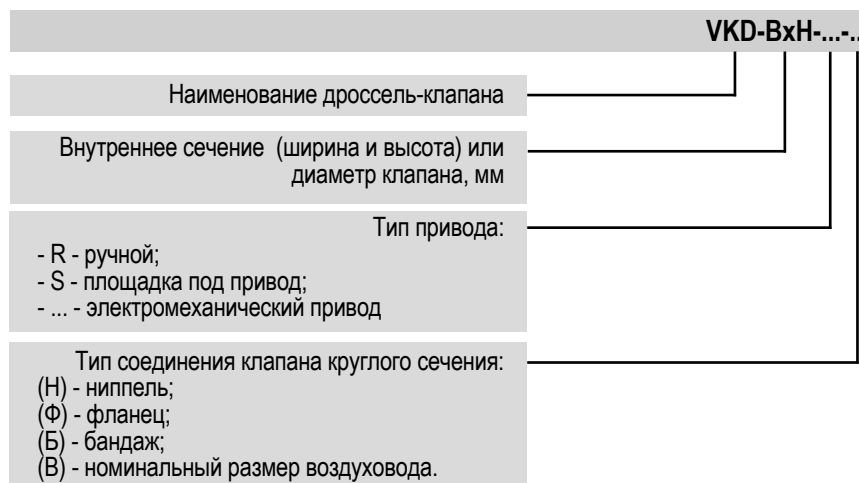 VKD-BxH-...-..
Наименование дроссель-клапана
Внутреннее сечение (ширина и высота) или
диаметр клапана, мм
Тип привода:
- R - ручной;
- S - площадка под привод;
- ... - электромеханический привод
Тип соединения клапана круглого сечения:
(Н) - ниппель;
(Ф) - фланец;
(Б) - бандаж;
(В) - номинальный размер воздуховода.